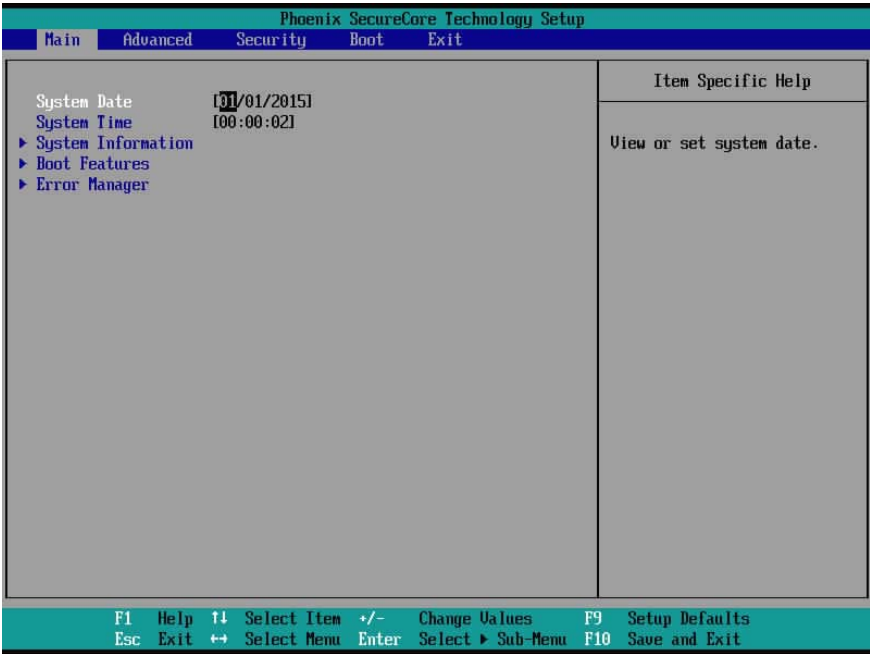 Phoenix SecureCore Technology Setup
Main Advanced Security Boot Exit
Item Specific Help
System Date [01/01/2015]
System Time [00:00:02]
View or set system date.
▶ System Information
▶ Boot Features
▶ Error Manager
F1 Help ↑↓ Select Item +/- Change Values F9 Setup Defaults
Esc Exit ↔ Select Menu Enter Select ▶ Sub-Menu F10 Save and Exit